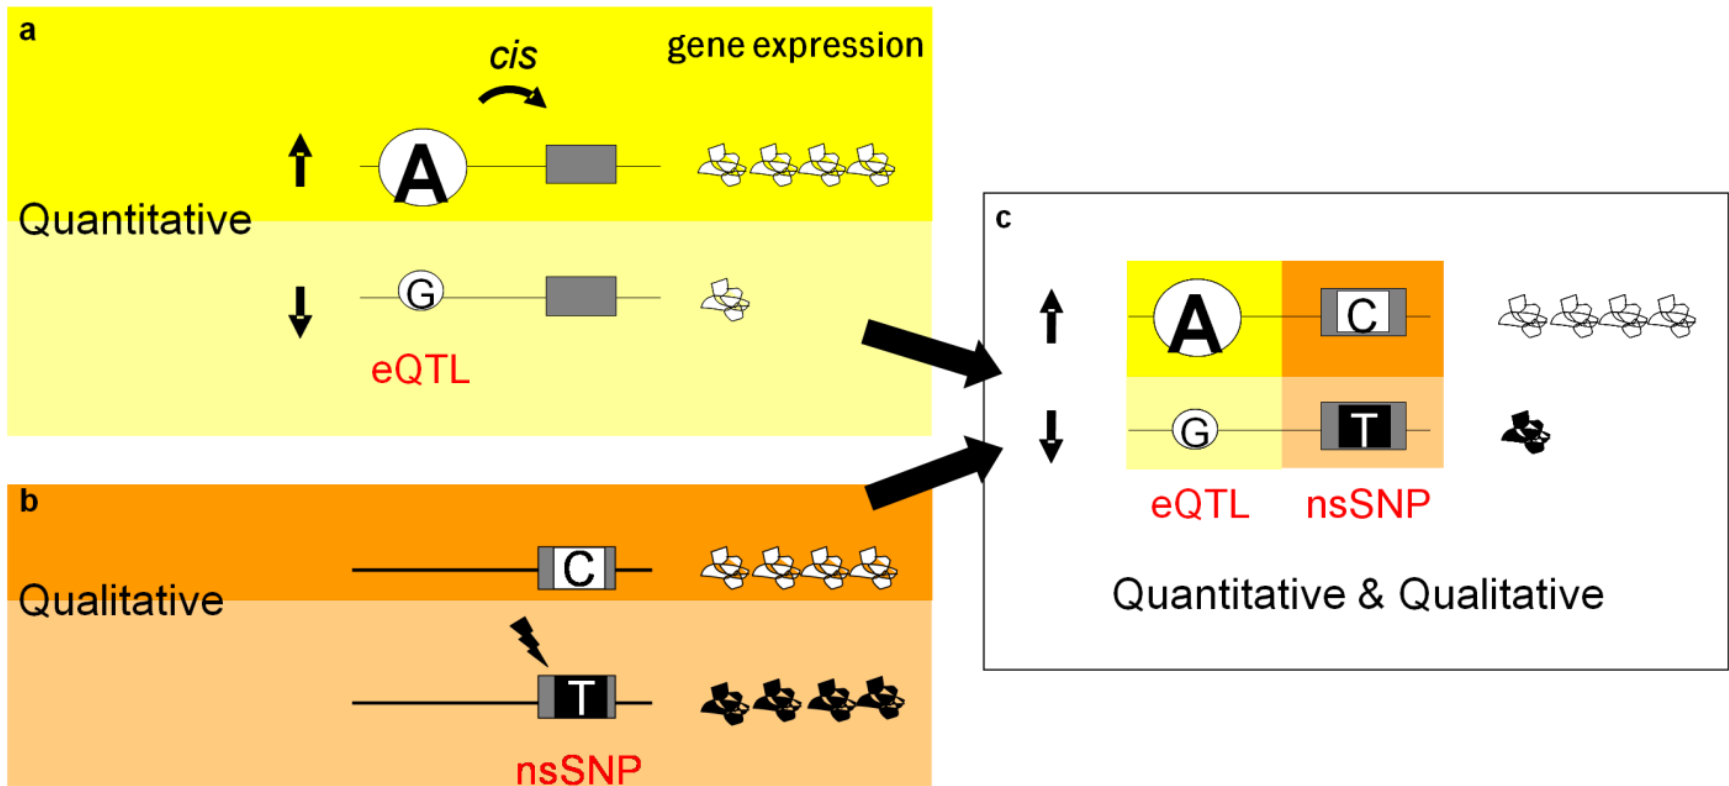 a
cis
gene expression
A
Quantitative
G
eQTL
b
C
Qualitative
T
nsSNP
c
A C
G T
eQTL nsSNP
Quantitative & Qualitative